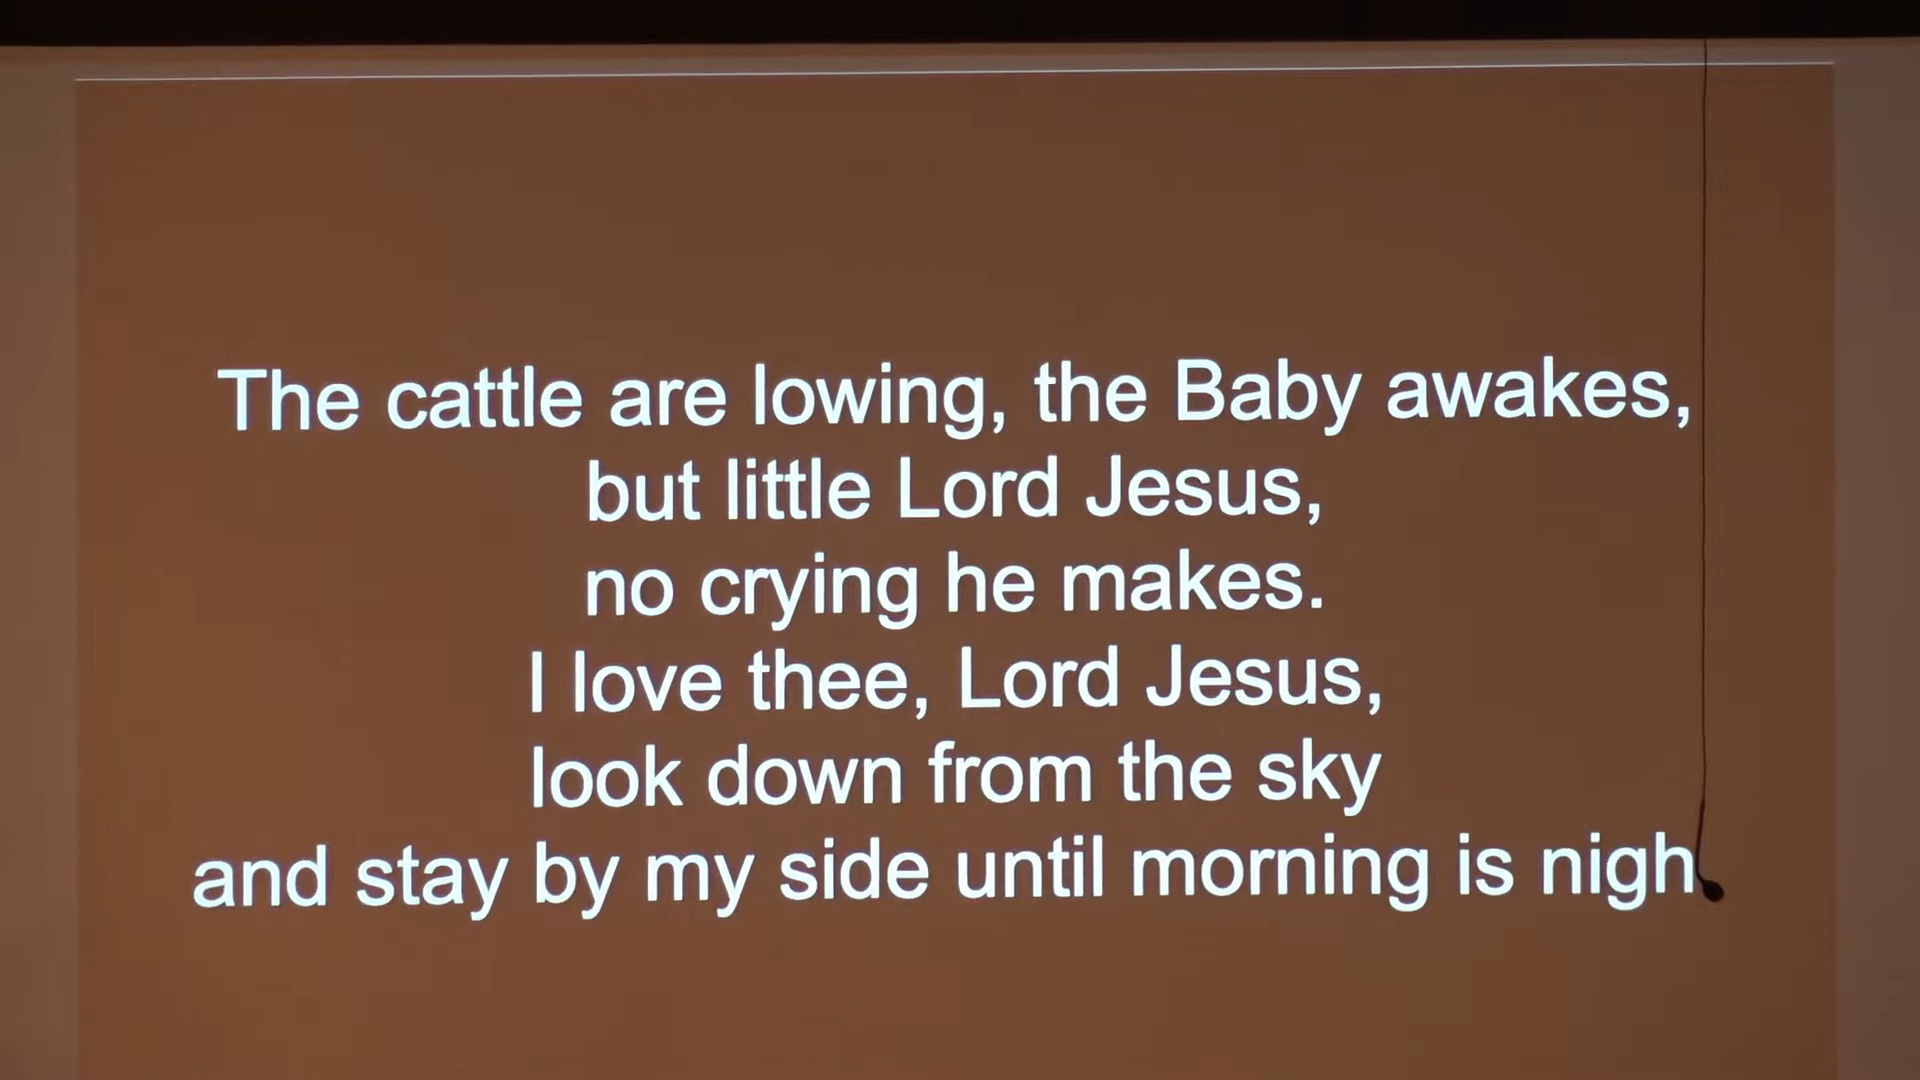 The cattle are lowing, the Baby awakes,
but little Lord Jesus,
no crying he makes.
I love thee, Lord Jesus,
look down from the sky
and stay by my side until morning is nigh